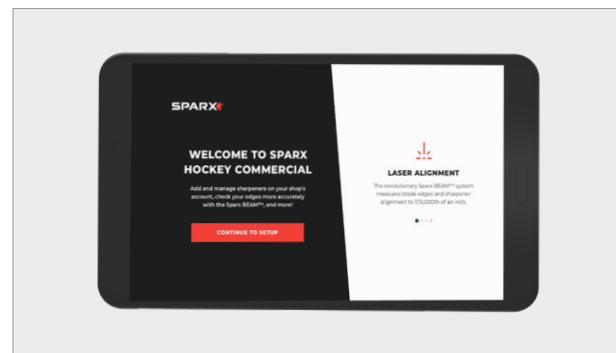 SPARX
WELCOME TO SPARX
HOCKEY COMMERCIAL
Add and manage sharpeners on your shop's
account, check your edges more accurately
with the Sparx BEAM™, and more!
CONTINUE TO SETUP
LASER ALIGNMENT
The revolutionary Sparx BEAM™ system
measures blade edges and sharpener
alignment to 1/10,000th of an inch.